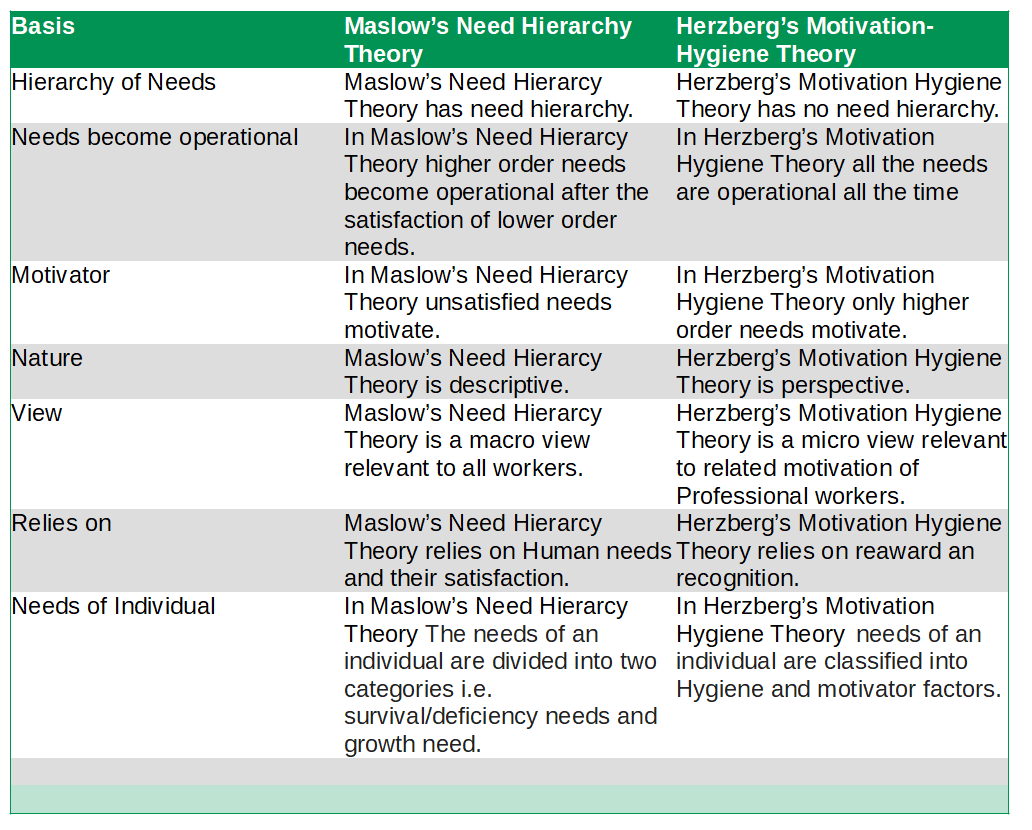 Basis
Maslow’s Need Hierarchy
Theory
Herzberg’s Motivation-
Hygiene Theory
Hierarchy of Needs
Maslow’s Need Hierarcy
Theory has need hierarchy.
Herzberg’s Motivation Hygiene
Theory has no need hierarchy.
Needs become operational
In Maslow’s Need Hierarcy
Theory higher order needs
become operational after the
satisfaction of lower order
needs.
In Herzberg’s Motivation
Hygiene Theory all the needs
are operational all the time
Motivator
In Maslow’s Need Hierarcy
Theory unsatisfied needs
motivate.
In Herzberg’s Motivation
Hygiene Theory only higher
order needs motivate.
Nature
Maslow’s Need Hierarcy
Theory is descriptive.
Herzberg’s Motivation Hygiene
Theory is perspective.
View
Maslow’s Need Hierarcy
Theory is a macro view
relevant to all workers.
Herzberg’s Motivation Hygiene
Theory is a micro view relevant
to related motivation of
Professional workers.
Relies on
Maslow’s Need Hierarcy
Theory relies on Human needs
and their satisfaction.
Herzberg’s Motivation Hygiene
Theory relies on reaward an
recognition.
Needs of Individual
In Maslow’s Need Hierarcy
Theory The needs of an
individual are divided into two
categories i.e.
survival/deficiency needs and
growth need.
In Herzberg’s Motivation
Hygiene Theory needs of an
individual are classified into
Hygiene and motivator factors.